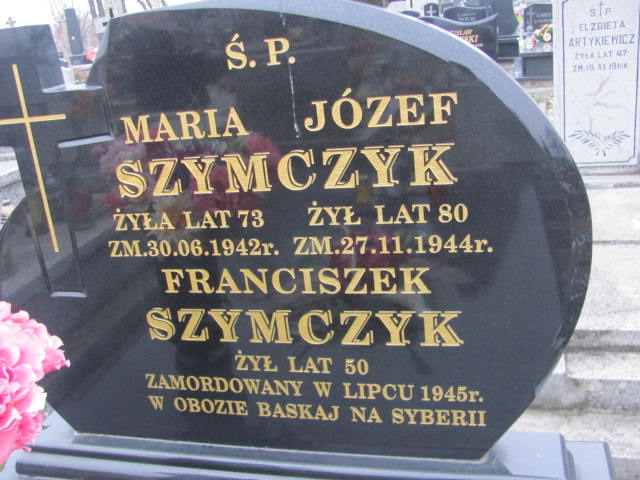 Ś. P.
MARIA JÓZEF
SZYMCZYK
ŻYŁA LAT 73 ŻYŁ LAT 80
ZM.30.06.1942r. ZM.27.11.1944r.
FRANCISZEK
SZYMCZYK
ŻYŁ LAT 50
ZAMORDOWANY W LIPCU 1945r.
W OBOZIE BASKAJ NA SYBERII
Ś P
ELŻBIETA
ARTYKIEWICZ
ŻYŁA LAT 47